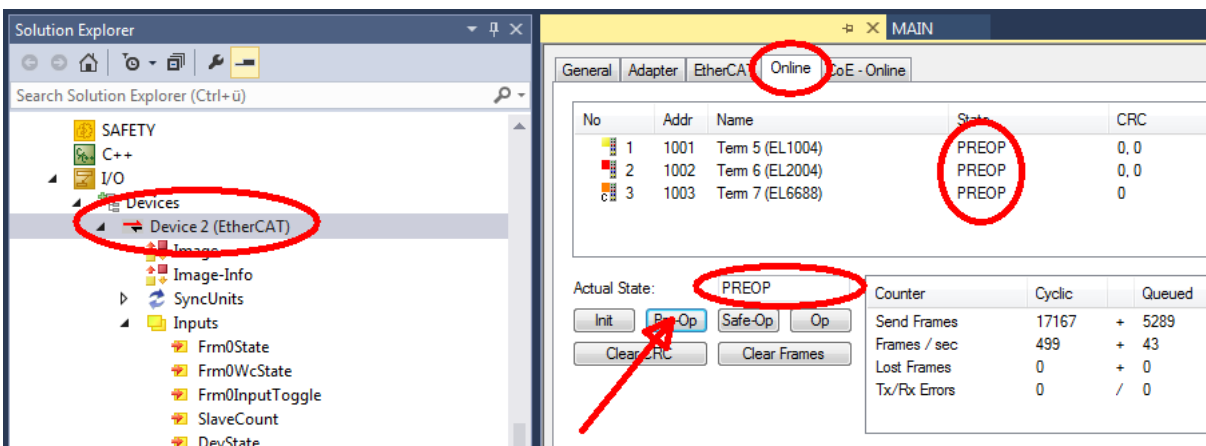 Solution Explorer
Search Solution Explorer (Ctrl+ü)
SAFETY
C++
I/O
Devices
Device 2 (EtherCAT)
Image
Image-Info
SyncUnits
Inputs
Frm0State
Frm0WcState
Frm0InputToggle
SlaveCount
DevState
MAIN
General Adapter EtherCAT Online CoE - Online
No Addr Name State CRC
1 1001 Term 5 (EL1004) PREOP 0, 0
2 1002 Term 6 (EL2004) PREOP 0, 0
c 3 1003 Term 7 (EL6688) PREOP 0
Actual State: PREOP
Init Pre-Op Safe-Op Op
Clear CRC Clear Frames
Counter Cyclic Queued
Send Frames 17167 + 5289
Frames / sec 499 + 43
Lost Frames 0 + 0
Tx/Rx Errors 0 / 0